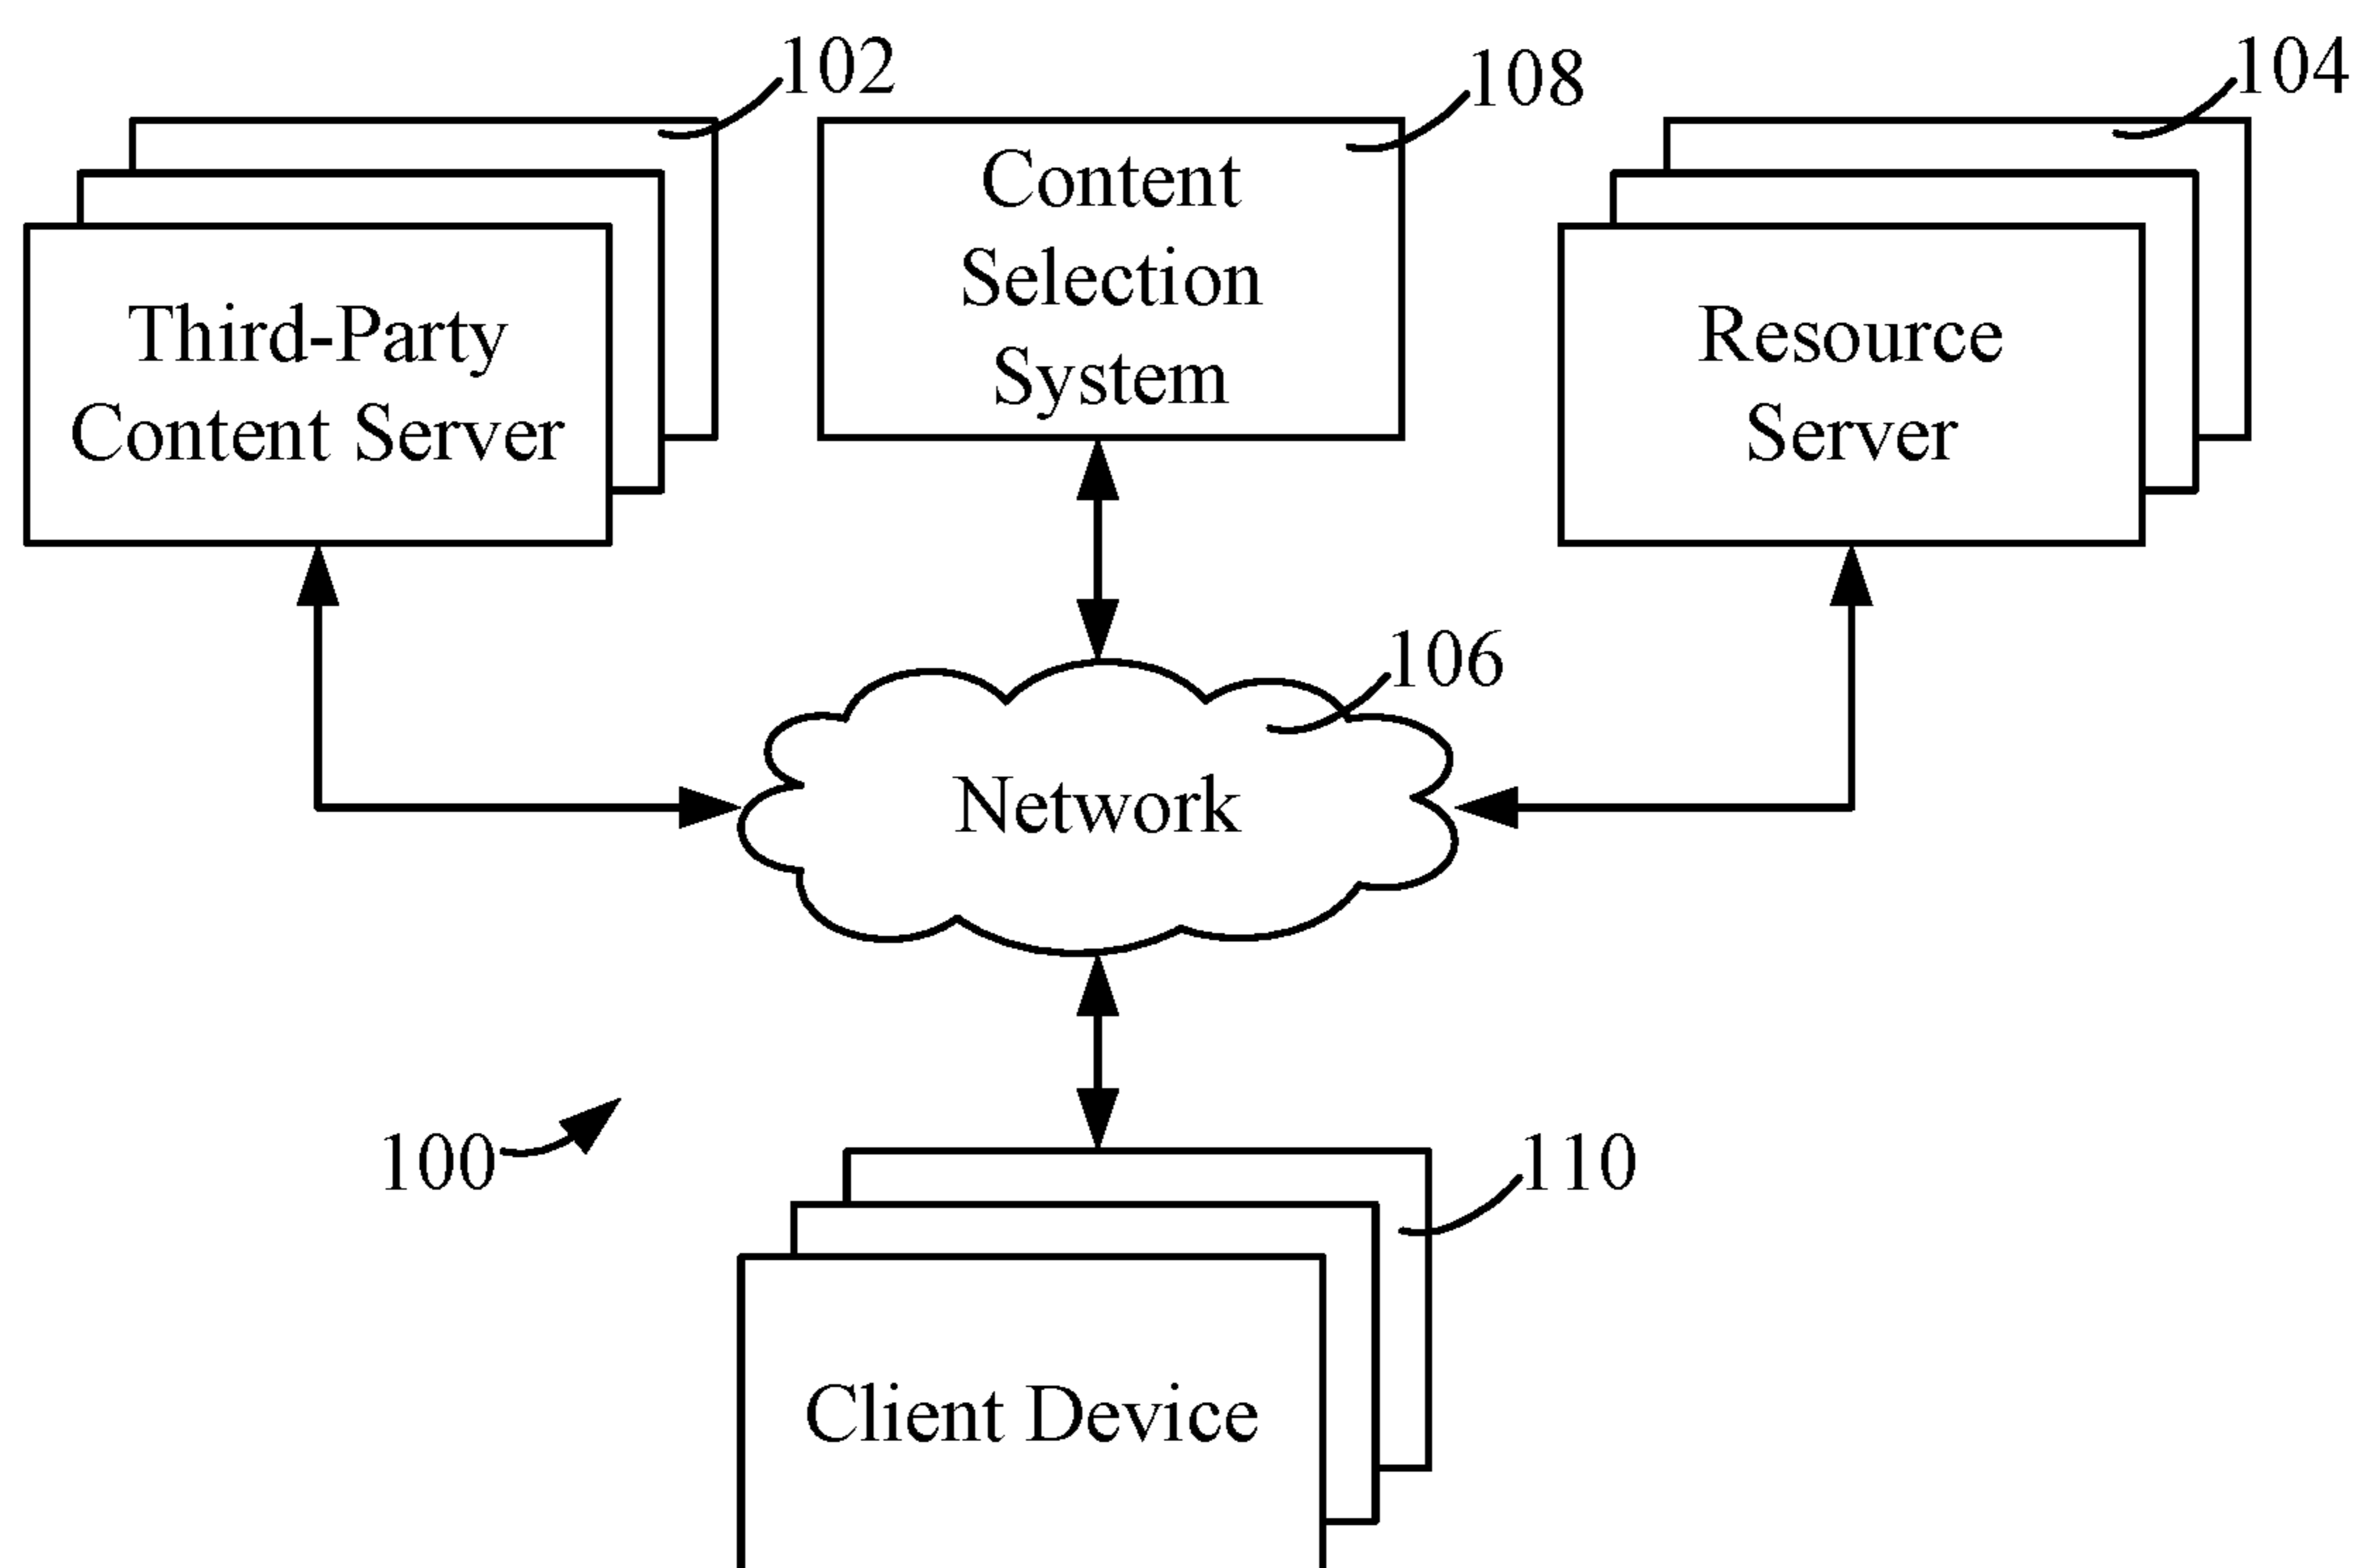 102
108
104
Content
Selection
System
Third-Party
Content Server
Resource
Server
106
Network
100
110
Client Device